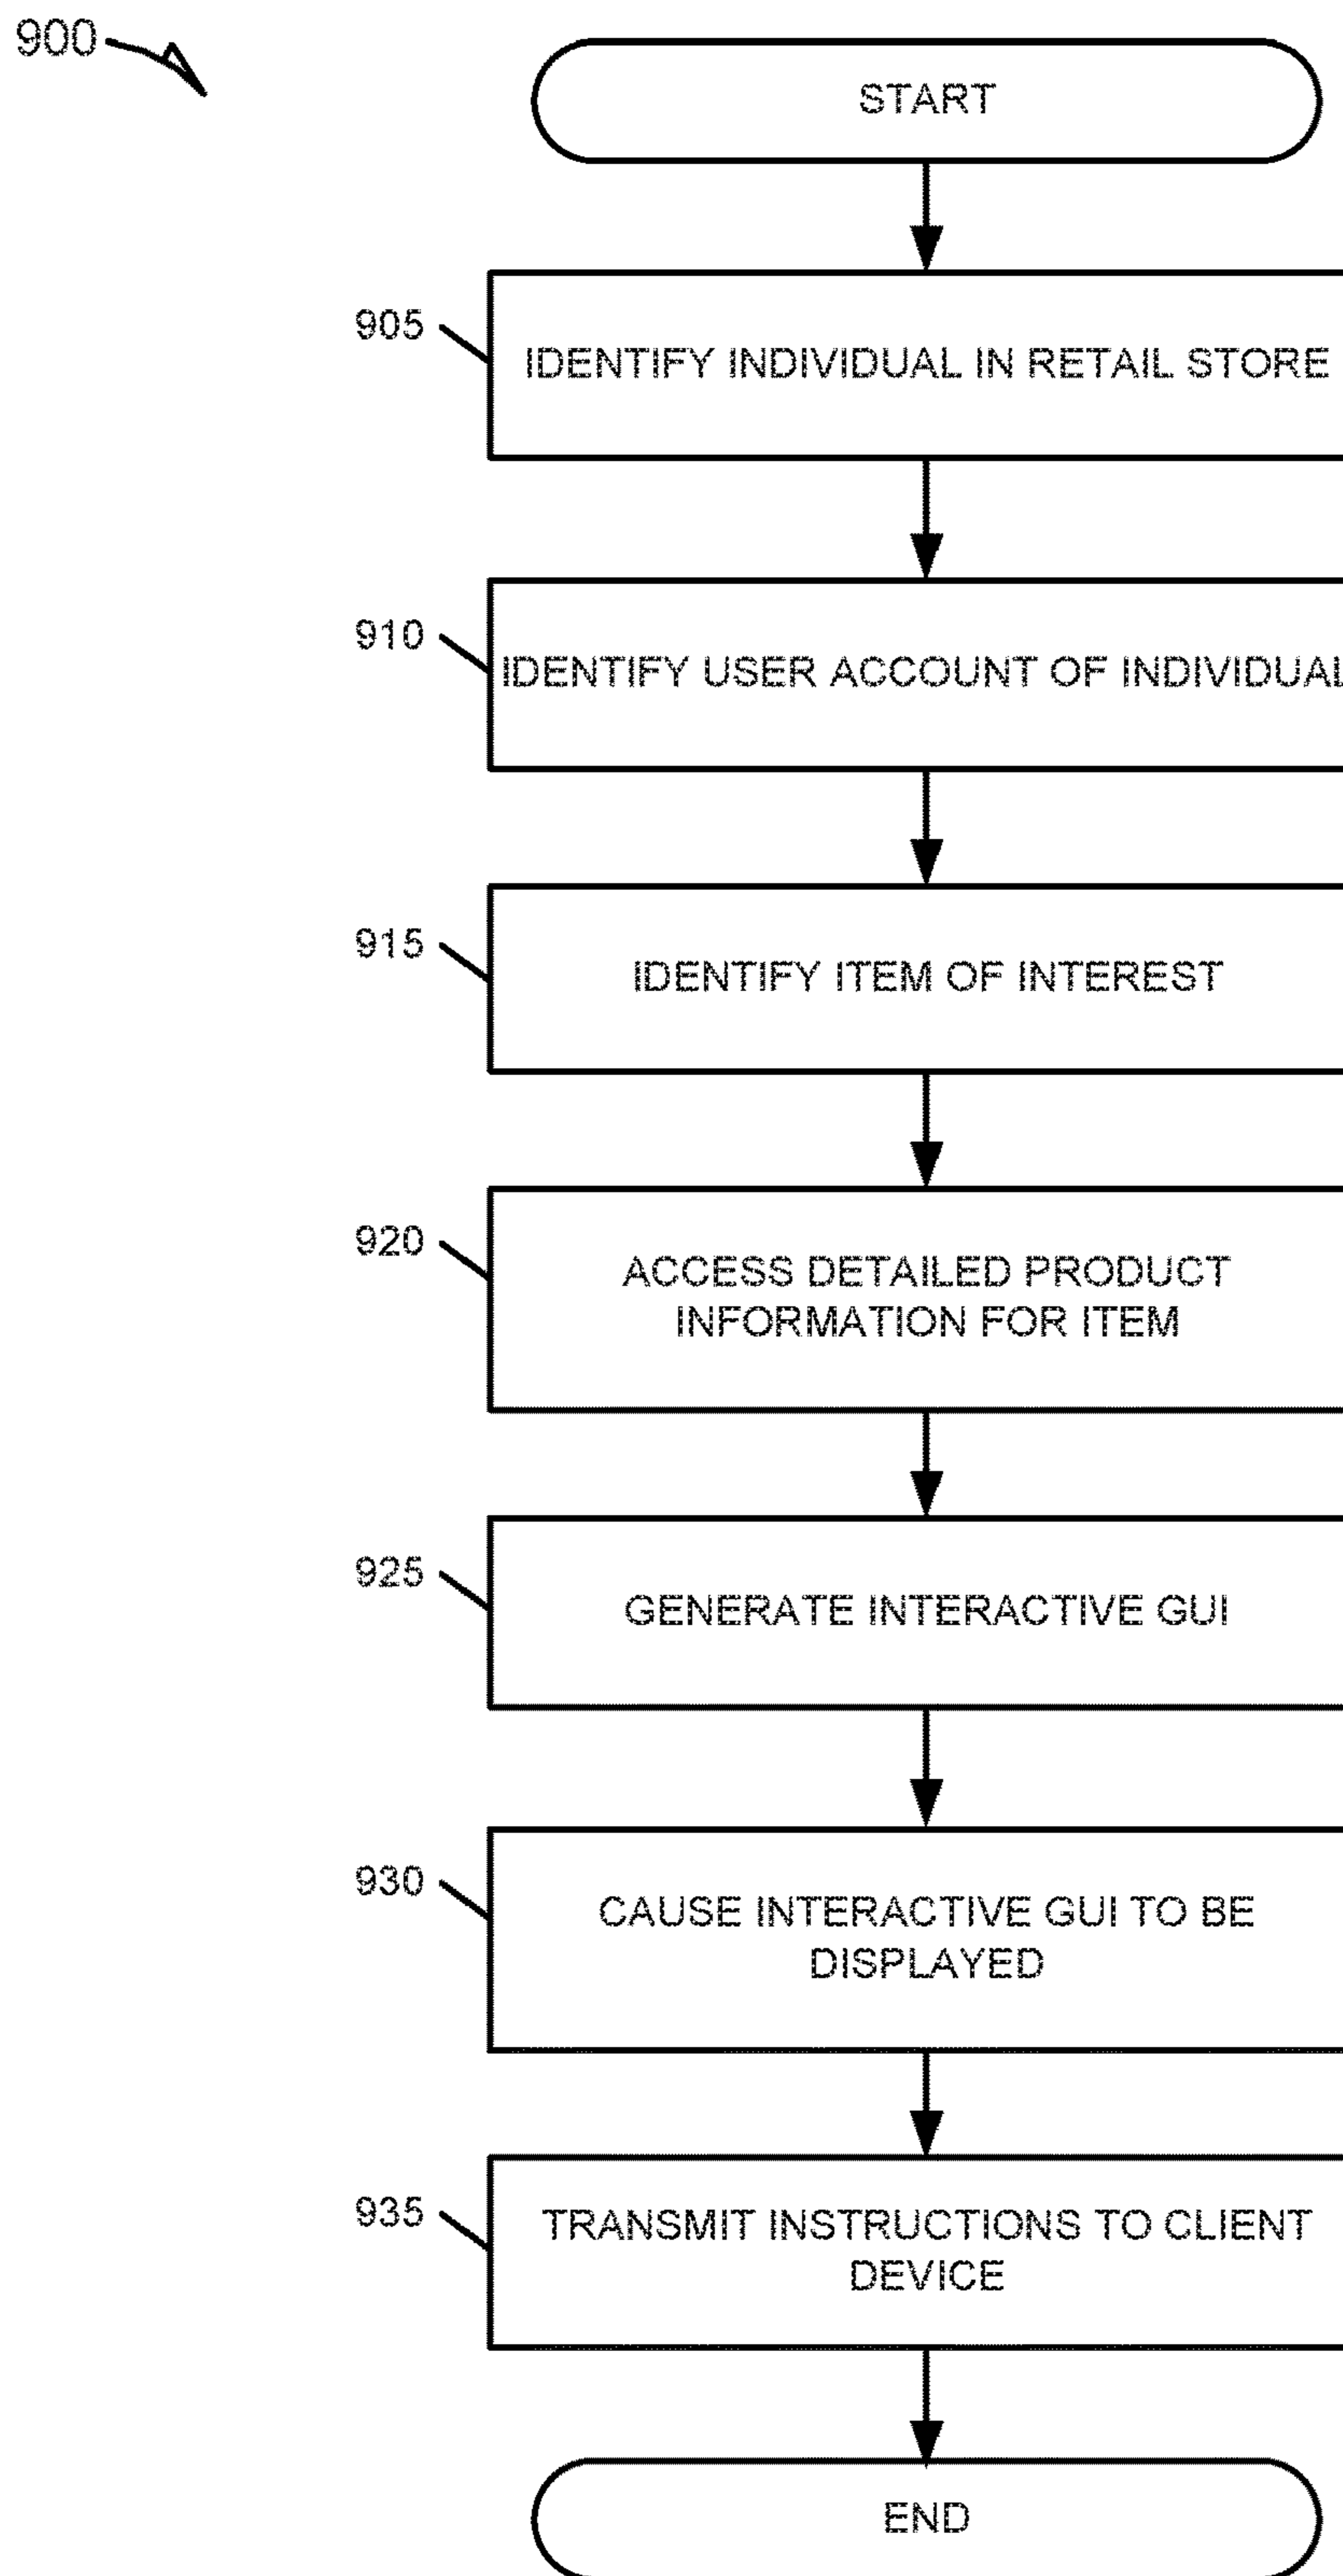 900
START
905
IDENTIFY INDIVIDUAL IN RETAIL STORE
910
IDENTIFY USER ACCOUNT OF INDIVIDUAL
915
IDENTIFY ITEM OF INTEREST
920
ACCESS DETAILED PRODUCT
INFORMATION FOR ITEM
925
GENERATE INTERACTIVE GUI
930
CAUSE INTERACTIVE GUI TO BE
DISPLAYED
935
TRANSMIT INSTRUCTIONS TO CLIENT
DEVICE
END